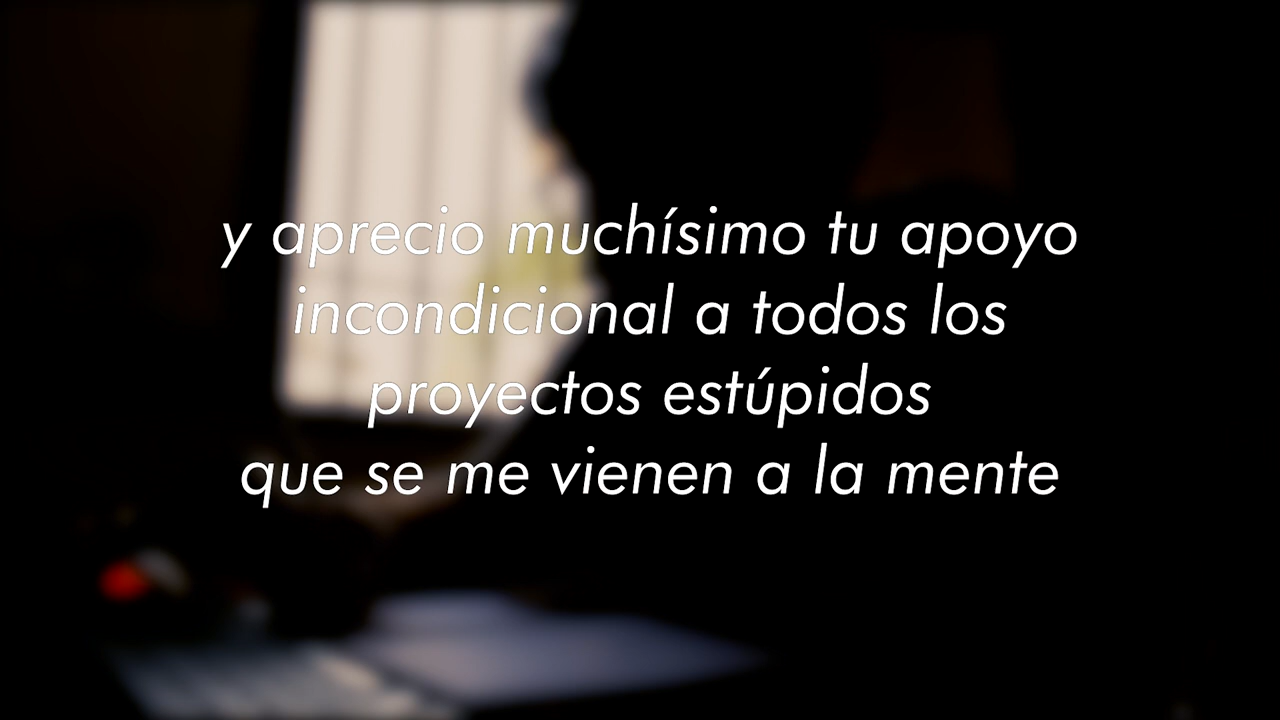 y aprecio muchísimo tu apoyo
incondicional a todos los
proyectos estúpidos
que se me vienen a la mente